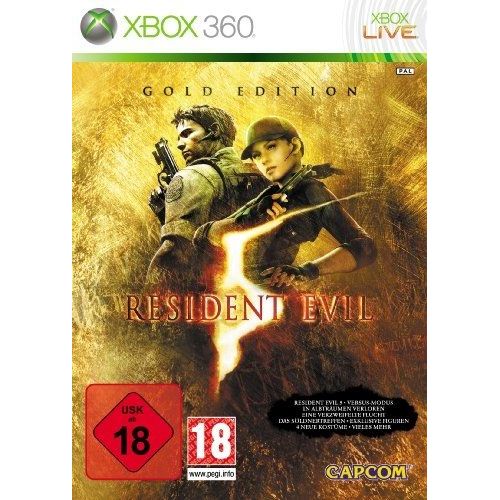 XBOX 360
XBOX
LIVE
PAL
GOLD EDITION
5
RESIDENT EVIL
RESIDENT EVIL 5 • VERSUS-MODUS
IN ALBTRÄUMEN VERLOREN
EINE VERZWEIFELTE FLUCHT
DAS SÖLDNERTREFFEN • EXKLUSIVE FIGUREN
4 NEUE KOSTÜME • VIELES MEHR
USK
ab
18
18
www.pegi.info
CAPCOM